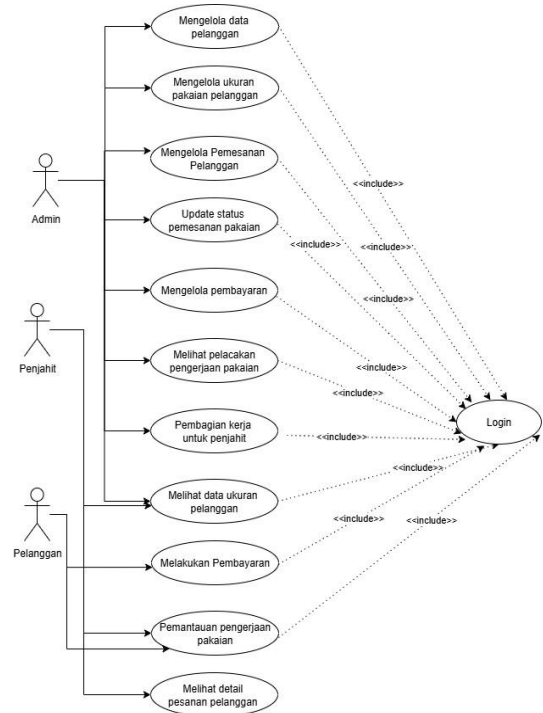 Mengelola data
pelanggan
Mengelola ukuran
pakaian pelanggan
Mengelola Pemesanan
Pelanggan
<<include>>
Admin
Update status
pemesanan pakaian
<<include>>
<<include>>
Mengelola pembayaran
<<include>>
Penjahit
Melihat pelacakan
pengerjaan pakaian
<<include>>
<<include>>
Login
Pembagian kerja
untuk penjahit
<<include>>
<<include>>
Melihat data ukuran
pelanggan
<<include>>
<<include>>
Pelanggan
Melakukan Pembayaran
Pemantauan pengerjaan
pakaian
Melihat detail
pesanan pelanggan